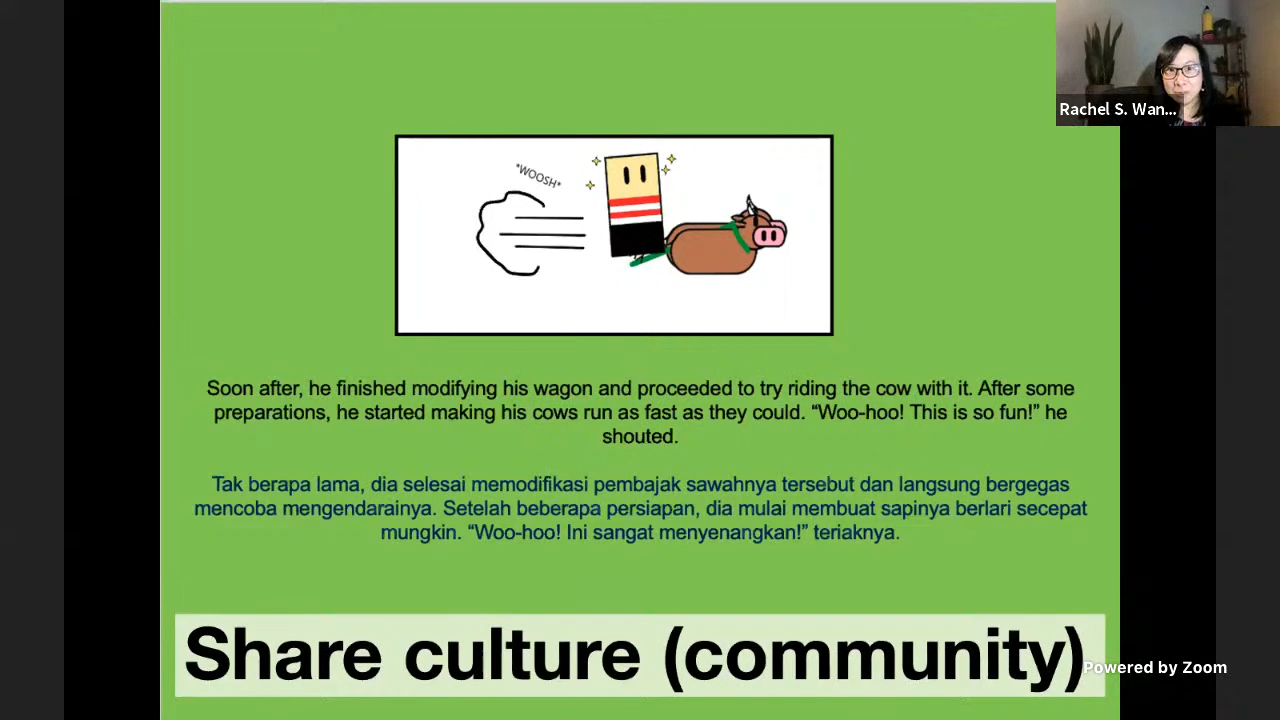 Rachel S. Wan...
*WOOSH*
Soon after, he finished modifying his wagon and proceeded to try riding the cow with it. After some
preparations, he started making his cows run as fast as they could. “Woo-hoo! This is so fun!” he
shouted.
Tak berapa lama, dia selesai memodifikasi pembajak sawahnya tersebut dan langsung bergegas
mencoba mengendarainya. Setelah beberapa persiapan, dia mulai membuat sapinya berlari secepat
mungkin. “Woo-hoo! Ini sangat menyenangkan!” teriaknya.
Share culture (community)
Powered by Zoom